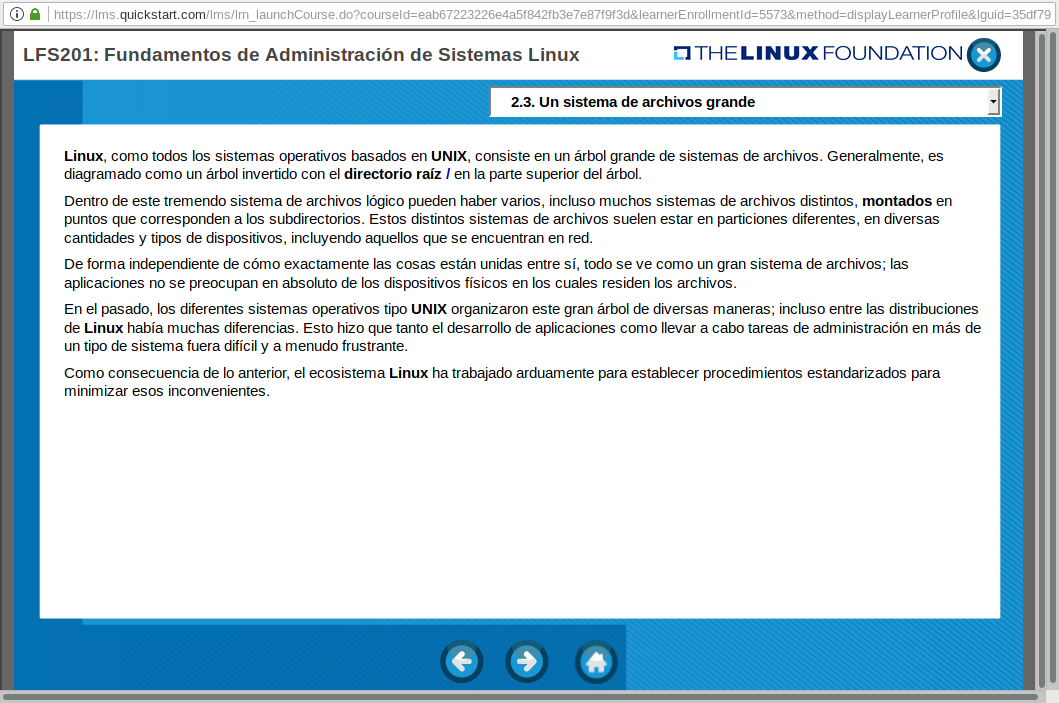 https://lms.quickstart.com/lms/lrn_launchCourse.do?courseId=eab67223226e4a5f842fb3e7e87f9f3d&learnerEnrollmentId=5573&method=displayLearnerProfile&lguid=35df79
LFS201: Fundamentos de Administración de Sistemas Linux
THE LINUX FOUNDATION
2.3. Un sistema de archivos grande
Linux, como todos los sistemas operativos basados en UNIX, consiste en un árbol grande de sistemas de archivos. Generalmente, es
diagramado como un árbol invertido con el directorio raíz / en la parte superior del árbol.
Dentro de este tremendo sistema de archivos lógico pueden haber varios, incluso muchos sistemas de archivos distintos, montados en
puntos que corresponden a los subdirectorios. Estos distintos sistemas de archivos suelen estar en particiones diferentes, en diversas
cantidades y tipos de dispositivos, incluyendo aquellos que se encuentran en red.
De forma independiente de cómo exactamente las cosas están unidas entre sí, todo se ve como un gran sistema de archivos; las
aplicaciones no se preocupan en absoluto de los dispositivos físicos en los cuales residen los archivos.
En el pasado, los diferentes sistemas operativos tipo UNIX organizaron este gran árbol de diversas maneras; incluso entre las distribuciones
de Linux había muchas diferencias. Esto hizo que tanto el desarrollo de aplicaciones como llevar a cabo tareas de administración en más de
un tipo de sistema fuera difícil y a menudo frustrante.
Como consecuencia de lo anterior, el ecosistema Linux ha trabajado arduamente para establecer procedimientos estandarizados para
minimizar esos inconvenientes.